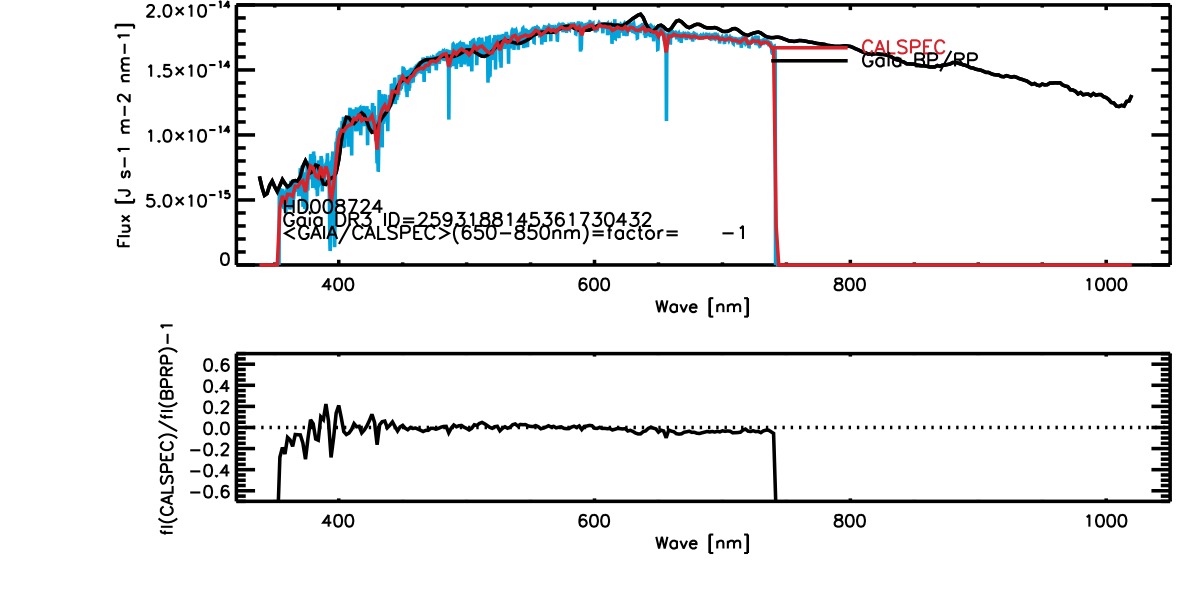 2.0×10−14
1.5×10−14
1.0×10−14
5.0×10−15
0
Flux [J s−1 m−2 nm−1]
CALSPEC
Gaia BP/RP
HD008724
Gaia DR3 ID=2593188145361730432
<GAIA/CALSPEC>(650−850nm)=factor= −1
400 600 800 1000
Wave [nm]
fl(CALSPEC)/fl(BPRP)−1
0.6
0.4
0.2
0.0
−0.2
−0.4
−0.6
400 600 800 1000
Wave [nm]